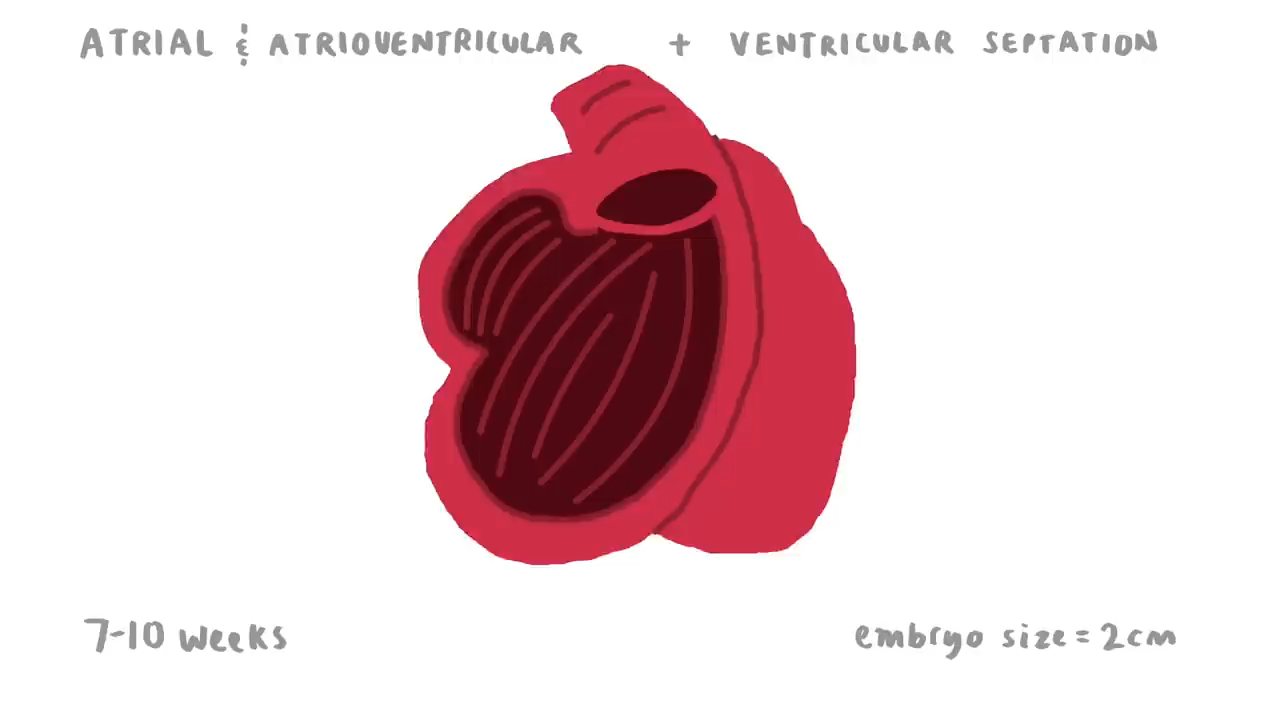 ATRIAL & ATRIOVENTRICULAR + VENTRICULAR SEPTATION
7-10 weeks
embryo size = 2cm